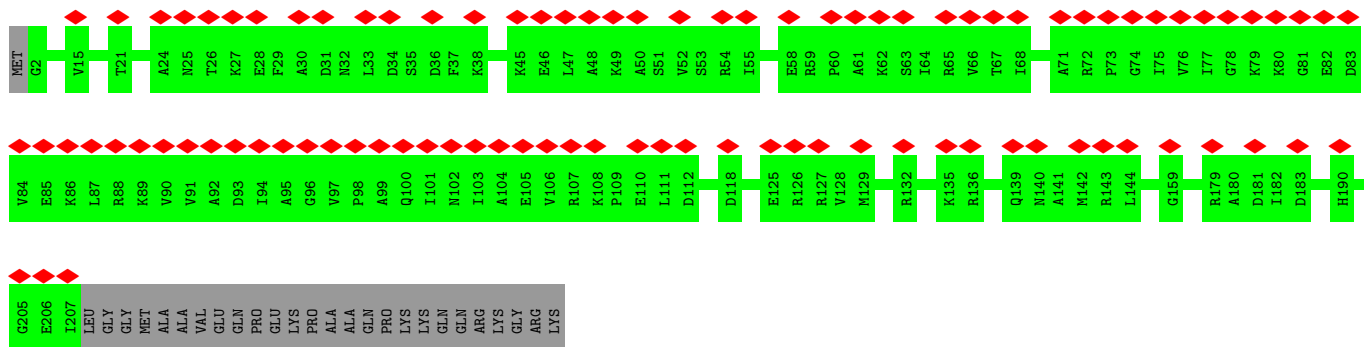 MET G2 V15 T21 A24 N25 T26 K27 E28 F29 A30 D31 N32 L33 D34 S35 D36 F37 K38 K45 E46 L47 A48 K49 A50 S51 V52 S53 R54 I55 E58 R59 P60 A61 K62 S63 I64 R65 V66 T67 I68 A71 R72 P73 G74 I75 V76 I77 G78 K79 K80 G81 E82 D83
V84 E85 K86 L87 R88 K89 V90 V91 A92 D93 I94 A95 G96 V97 P98 A99 Q100 I101 N102 I103 A104 E105 V106 R107 K108 P109 E110 L111 D112 D118 E125 R126 R127 V128 M129 R132 K135 R136 Q139 N140 A141 M142 R143 L144 G159 R179 A180 D181 I182 D183 H190
G205 E206 I207 LEU GLY GLY MET ALA ALA VAL GLU GLN PRO GLU LYS PRO ALA ALA GLN PRO LYS LYS GLN GLN ARG LYS GLY ARG LYS